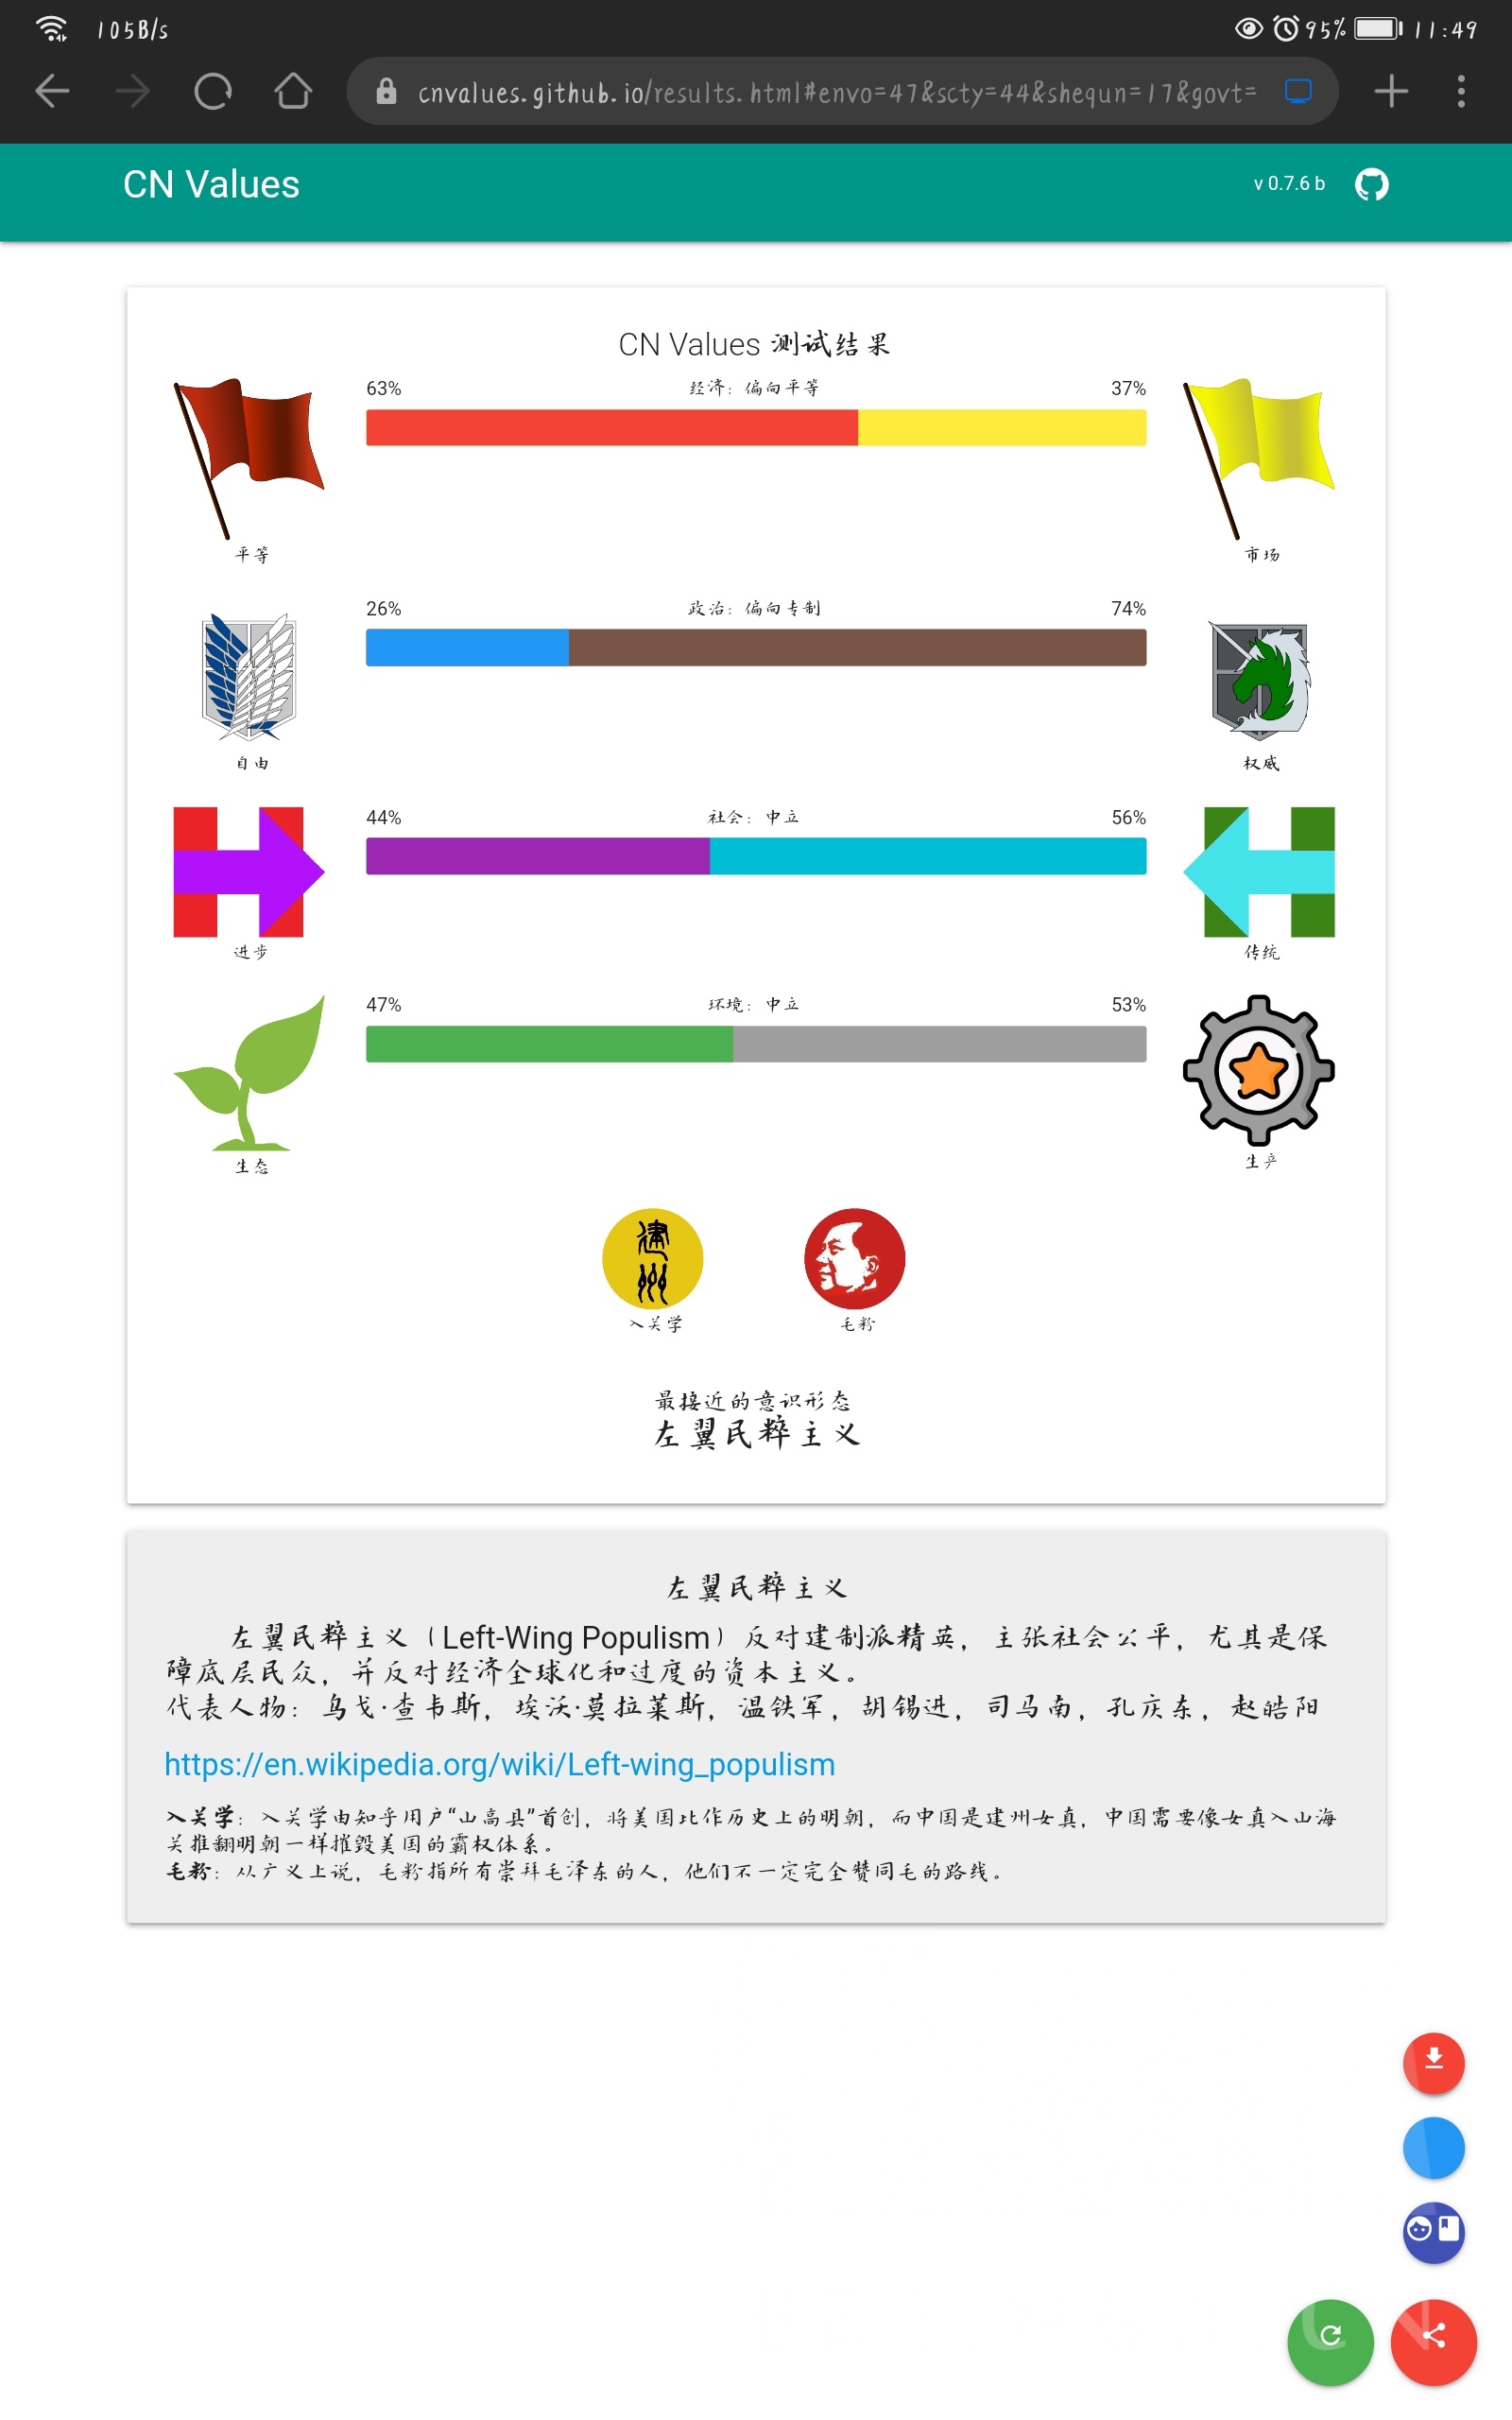 105B/s
95%
11:49
cnvalues.github.io/results.html#envo=47&scty=44&shequn=17&govt=
CN Values
v 0.7.6 b
CN Values 测试结果
63% 经济：偏向平等 37%
平等 市场
26% 政治：偏向专制 74%
自由 权威
44% 社会：中立 56%
进步 传统
47% 环境：中立 53%
生态 生产
建州
入关学 毛粉
最接近的意识形态
左翼民粹主义
左翼民粹主义
左翼民粹主义（Left-Wing Populism）反对建制派精英，主张社会公平，尤其是保
障底层民众，并反对经济全球化和过度的资本主义。
代表人物：乌戈·查韦斯，埃沃·莫拉莱斯，温铁军，胡锡进，司马南，孔庆东，赵皓阳
https://en.wikipedia.org/wiki/Left-wing_populism
入关学：入关学由知乎用户“山高县”首创，将美国比作历史上的明朝，而中国是建州女真，中国需要像女真入山海
关推翻明朝一样摧毁美国的霸权体系。
毛粉：从广义上说，毛粉指所有崇拜毛泽东的人，他们不一定完全赞同毛的路线。